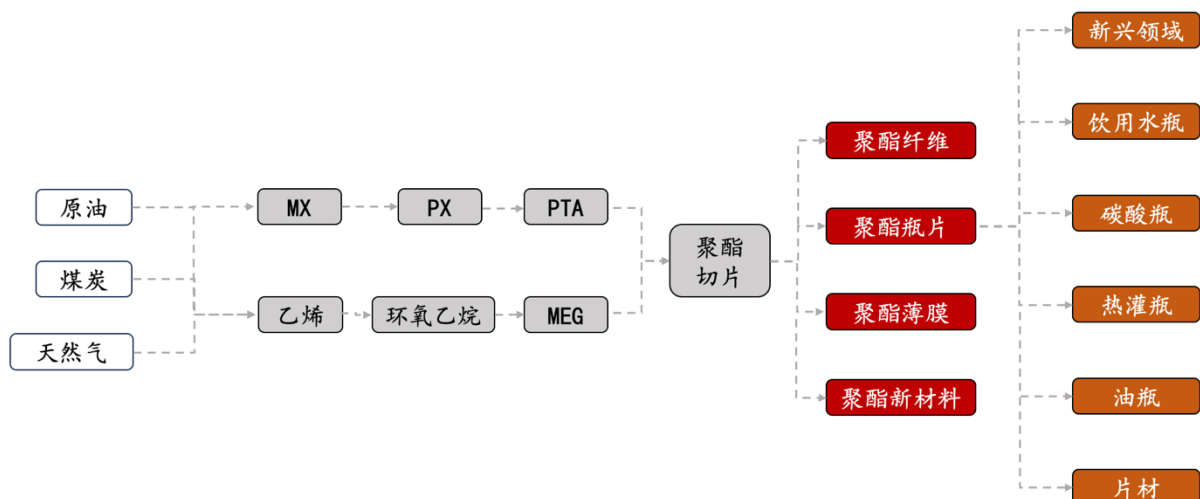 原油
煤炭
天然气
MX
PX
PTA
乙烯
环氧乙烷
MEG
聚酯
切片
聚酯纤维
聚酯瓶片
聚酯薄膜
聚酯新材料
新兴领域
饮用水瓶
碳酸瓶
热灌瓶
油瓶
片材